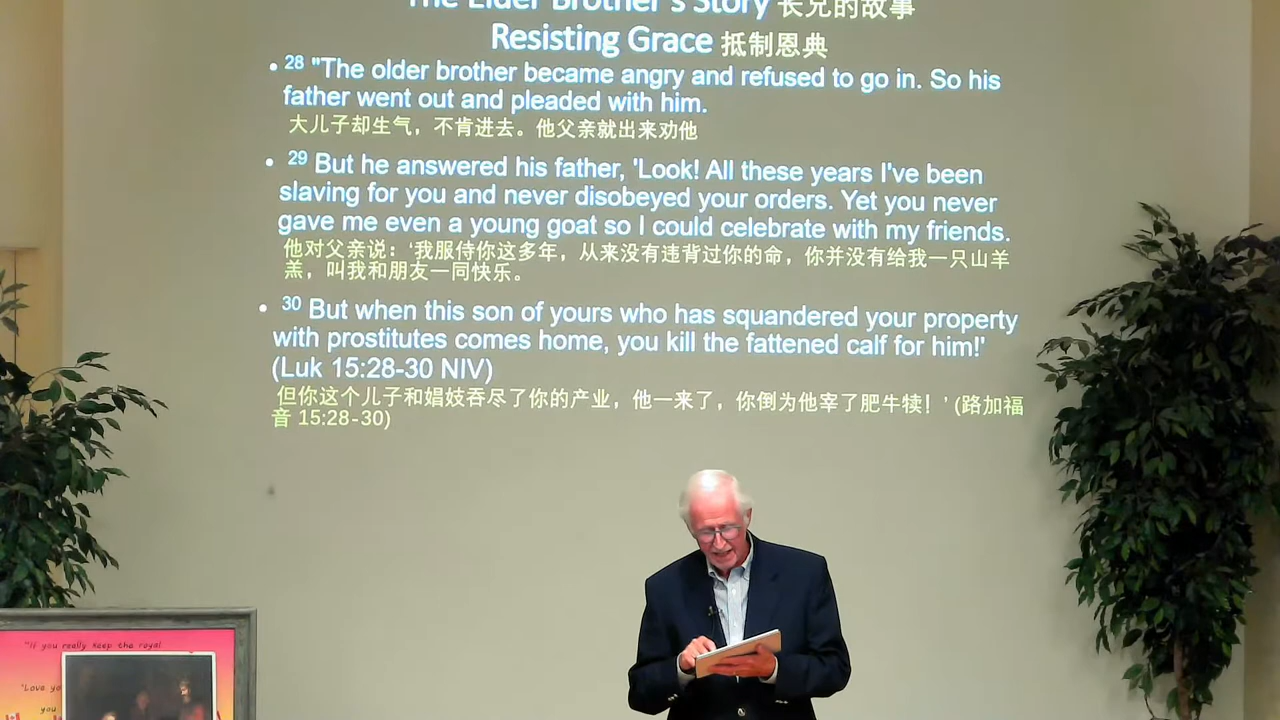 The Elder Brother's Story 长兄的故事
Resisting Grace 抵制恩典
• 28 "The older brother became angry and refused to go in. So his
father went out and pleaded with him.
大儿子却生气，不肯进去。他父亲就出来劝他
• 29 But he answered his father, 'Look! All these years I've been
slaving for you and never disobeyed your orders. Yet you never
gave me even a young goat so I could celebrate with my friends.
他对父亲说：‘我服侍你这多年，从来没有违背过你的命，你并没有给我一只山羊
羔，叫我和朋友一同快乐。
• 30 But when this son of yours who has squandered your property
with prostitutes comes home, you kill the fattened calf for him!'
(Luk 15:28-30 NIV)
但你这个儿子和娼妓吞尽了你的产业，他一来了，你倒为他宰了肥牛犊！’ (路加福
音 15:28-30)
"If you really keep the royal
'Love yo
you